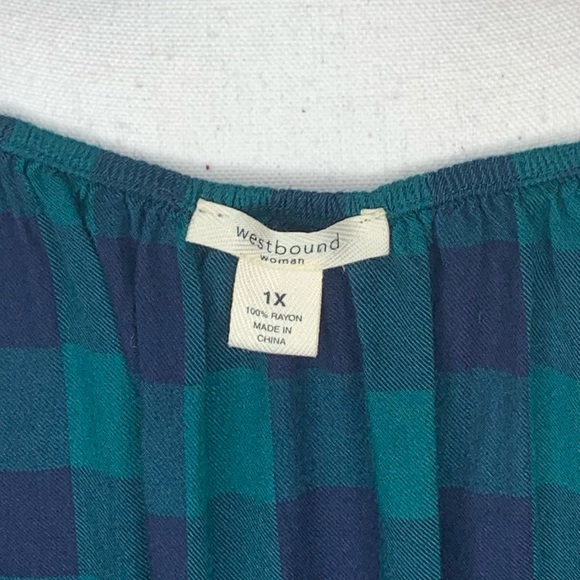 westbound
woman
1X
100% RAYON
MADE IN
CHINA